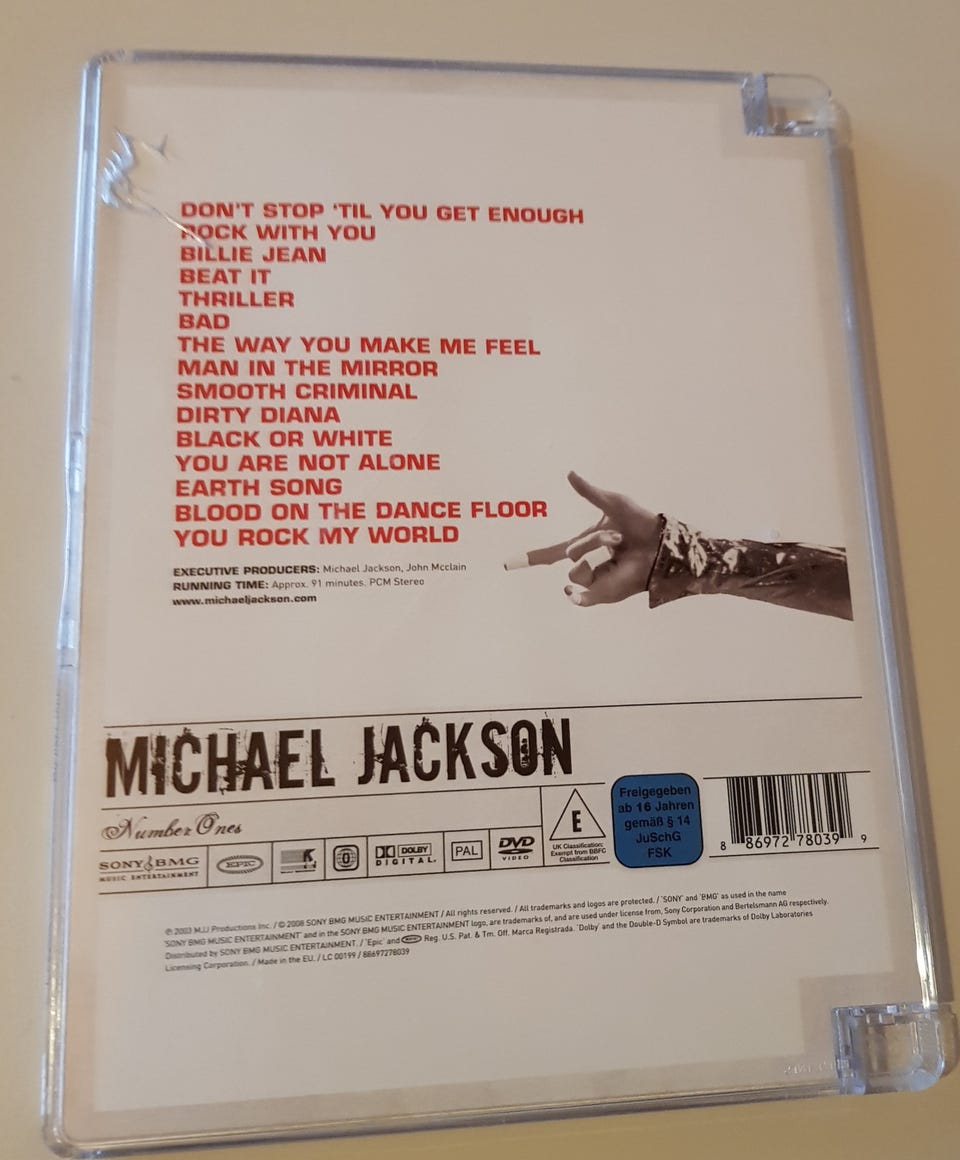 DON'T STOP 'TIL YOU GET ENOUGH
ROCK WITH YOU
BILLIE JEAN
BEAT IT
THRILLER
BAD
THE WAY YOU MAKE ME FEEL
MAN IN THE MIRROR
SMOOTH CRIMINAL
DIRTY DIANA
BLACK OR WHITE
YOU ARE NOT ALONE
EARTH SONG
BLOOD ON THE DANCE FLOOR
YOU ROCK MY WORLD
EXECUTIVE PRODUCERS: Michael Jackson, John Mcclain
RUNNING TIME: Approx. 91 minutes. PCM Stereo
www.michaeljackson.com
MICHAEL JACKSON
Number Ones
SONY BMG
MUSIC ENTERTAINMENT
EPIC
0
DOLBY
DIGITAL
PAL
DVD
VIDEO
E
UK Classification:
Exempt from BBFC
Classification
Freigegeben
ab 16 Jahren
gemäß § 14
JuSchG
FSK
8 86972 78039 9
℗ 2003 MJJ Productions Inc. / © 2008 SONY BMG MUSIC ENTERTAINMENT / All rights reserved. / All trademarks and logos are protected. / 'SONY' and 'BMG' as used in the name
'SONY BMG MUSIC ENTERTAINMENT' and in the SONY BMG MUSIC ENTERTAINMENT logo, are trademarks of, and are used under license from, Sony Corporation and Bertelsmann AG respectively.
Distributed by SONY BMG MUSIC ENTERTAINMENT. / 'Epic' and Reg. U.S. Pat. & Tm. Off. Marca Registrada. 'Dolby' and the Double-D Symbol are trademarks of Dolby Laboratories
Licensing Corporation. / Made in the EU. / LC 00199 / 88697278039